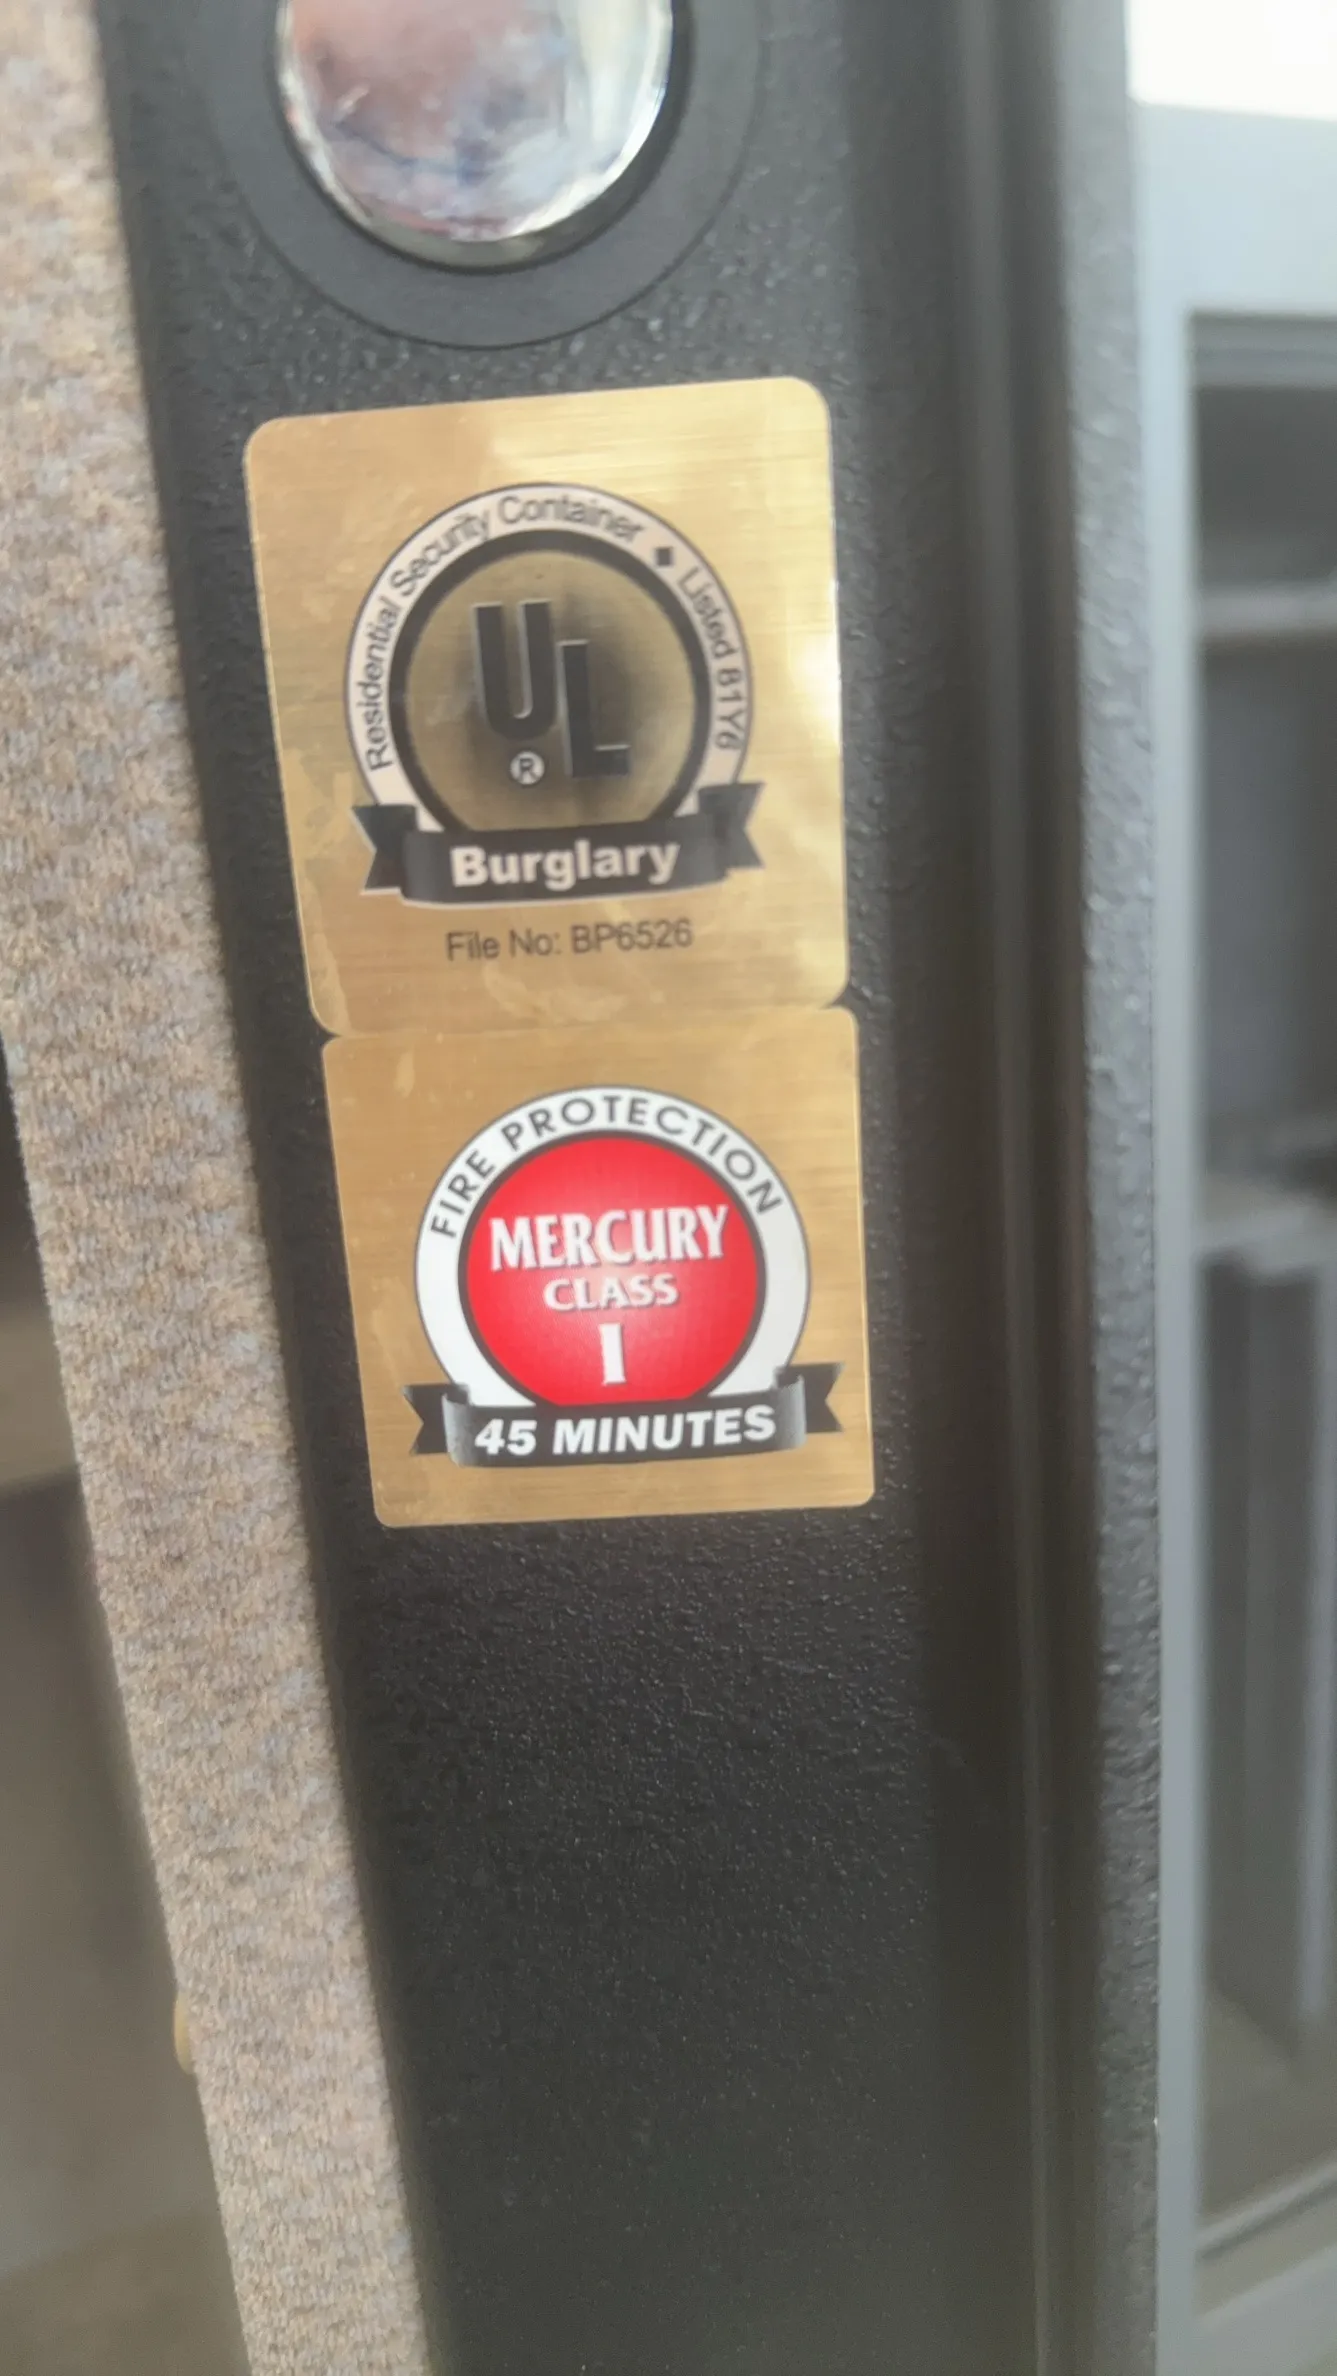 Residential Security Container ◆ Listed 81Y6
UL
®
Burglary
File No: BP6526
FIRE PROTECTION
MERCURY
CLASS
I
45 MINUTES